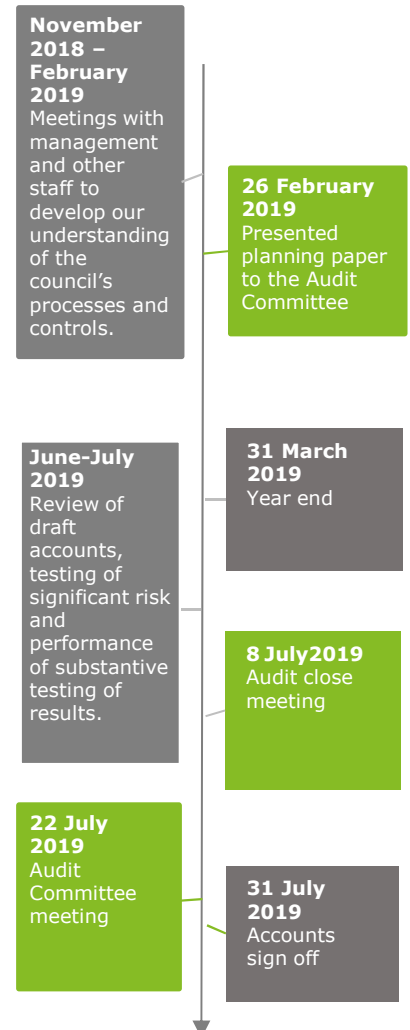 November
2018 –
February
2019
Meetings with
management
and other
staff to
develop our
understanding
of the
council's
processes and
controls.
26 February
2019
Presented
planning paper
to the Audit
Committee
31 March
2019
Year end
June-July
2019
Review of
draft
accounts,
testing of
significant risk
and
performance
of substantive
testing of
results.
8 July2019
Audit close
meeting
22 July
2019
Audit
Committee
meeting
31 July
2019
Accounts
sign off